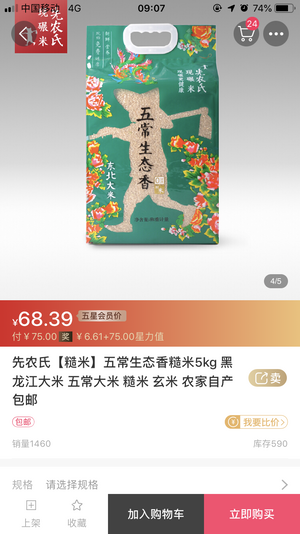 中国移动 4G 09:07 74%
先农氏
现碾米
24
先农氏
现碾米
五常生态香
东北大米
4/5
¥68.39 五星会员价
付¥75.00 奖 ¥6.61+75.00星力值
先农氏【糙米】五常生态香糙米5kg 黑
龙江大米 五常大米 糙米 玄米 农家自产
包邮
卖
包邮
我要比价>
销量1460 库存590
规格 请选择规格
上架 收藏 加入购物车 立即购买